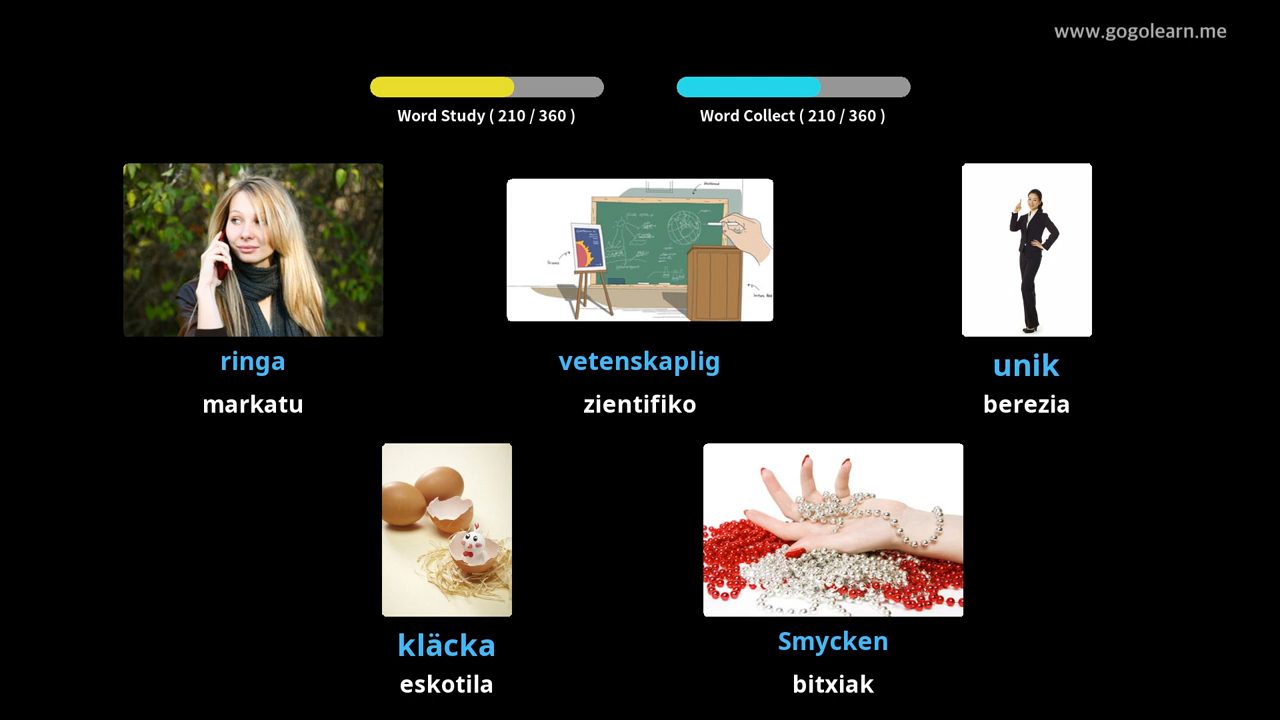 www.gogolearn.me
Word Study ( 210 / 360 )
Word Collect ( 210 / 360 )
ringa
vetenskaplig
unik
markatu
zientifiko
berezia
kläcka
Smycken
eskotila
bitxiak